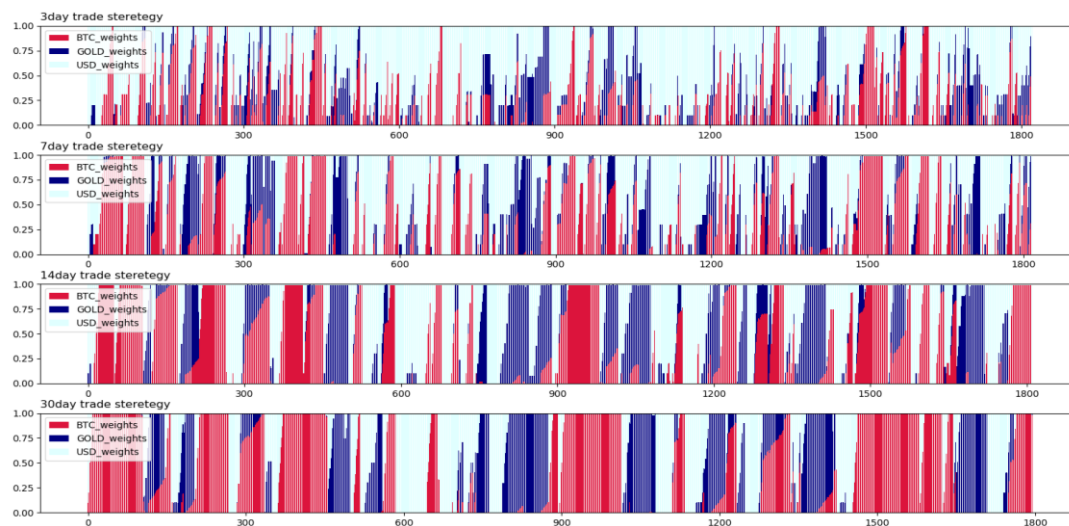 3day trade steretegy
1.00
0.75
0.50
0.25
0.00
BTC_weights
GOLD_weights
USD_weights
0 300 600 900 1200 1500 1800
7day trade steretegy
1.00
0.75
0.50
0.25
0.00
BTC_weights
GOLD_weights
USD_weights
0 300 600 900 1200 1500 1800
14day trade steretegy
1.00
0.75
0.50
0.25
0.00
BTC_weights
GOLD_weights
USD_weights
0 300 600 900 1200 1500 1800
30day trade steretegy
1.00
0.75
0.50
0.25
0.00
BTC_weights
GOLD_weights
USD_weights
0 300 600 900 1200 1500 1800